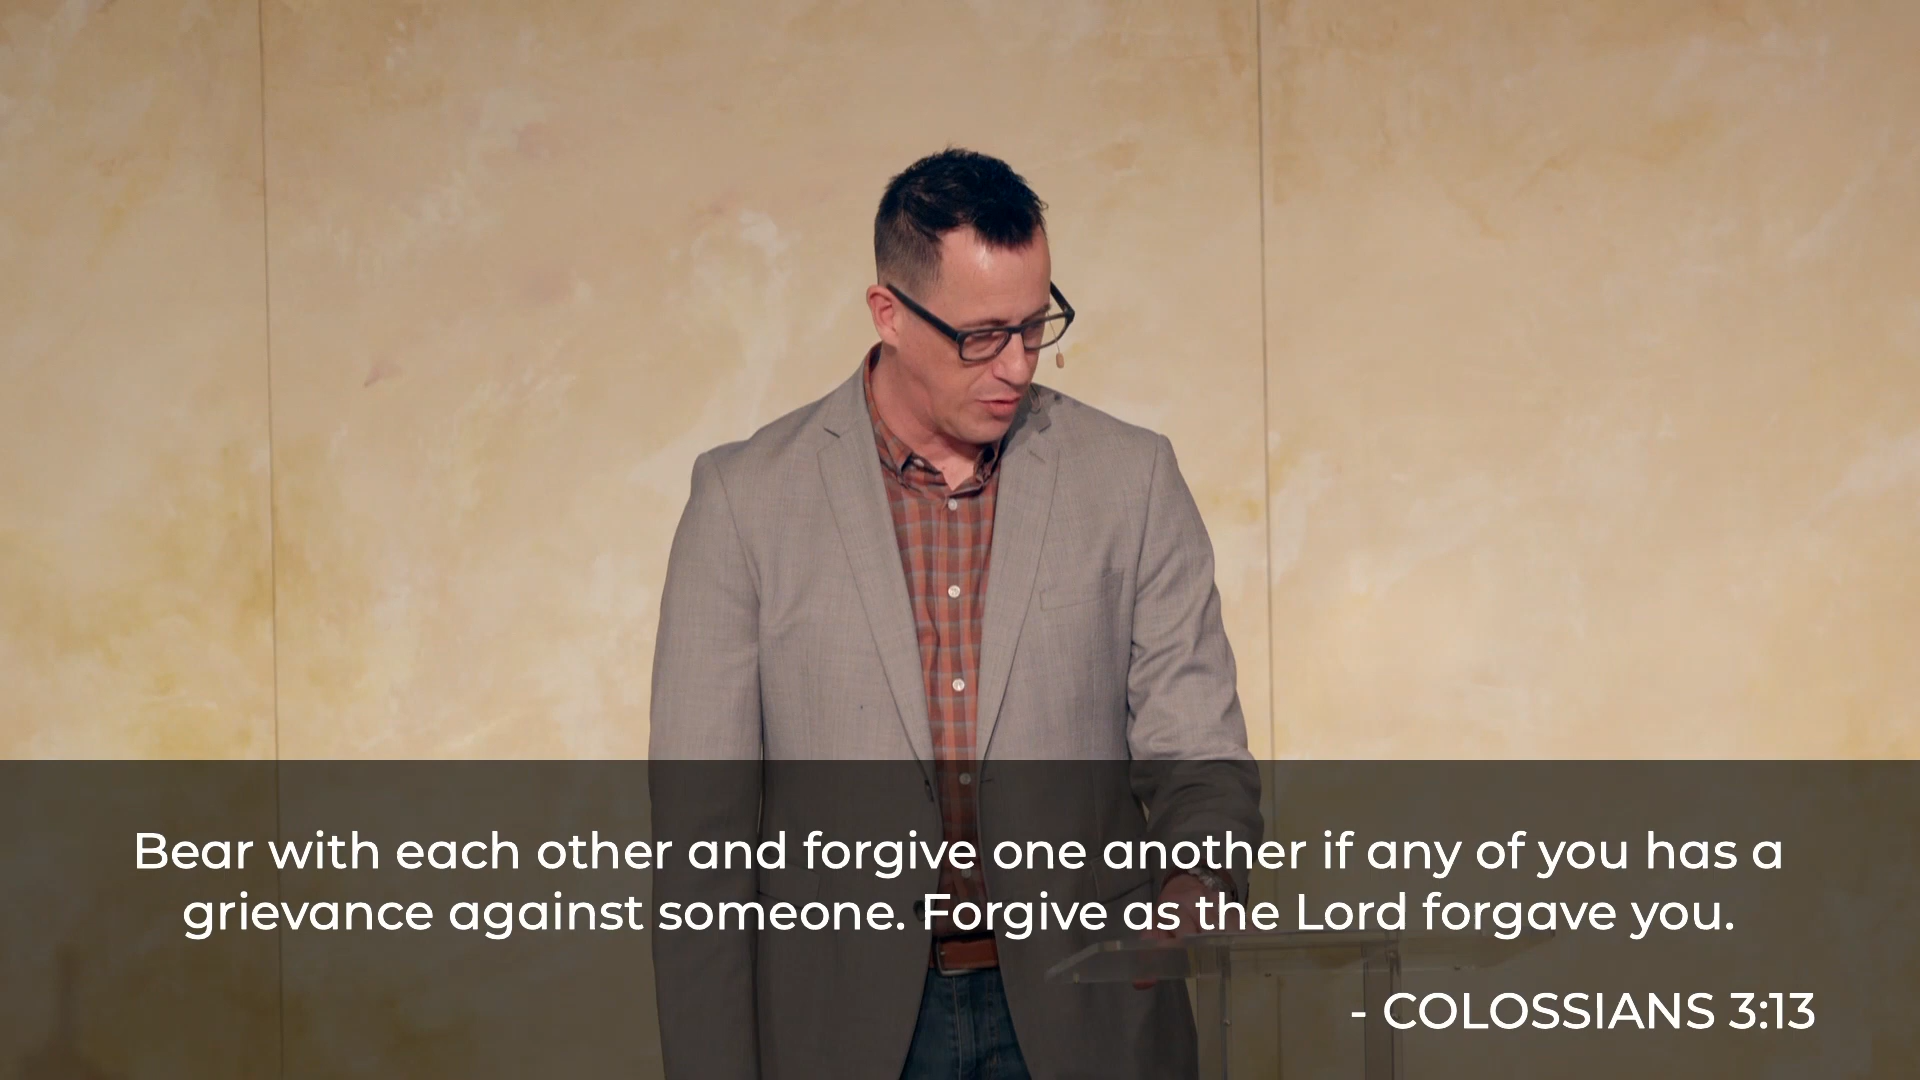 Bear with each other and forgive one another if any of you has a
grievance against someone. Forgive as the Lord forgave you.
- COLOSSIANS 3:13